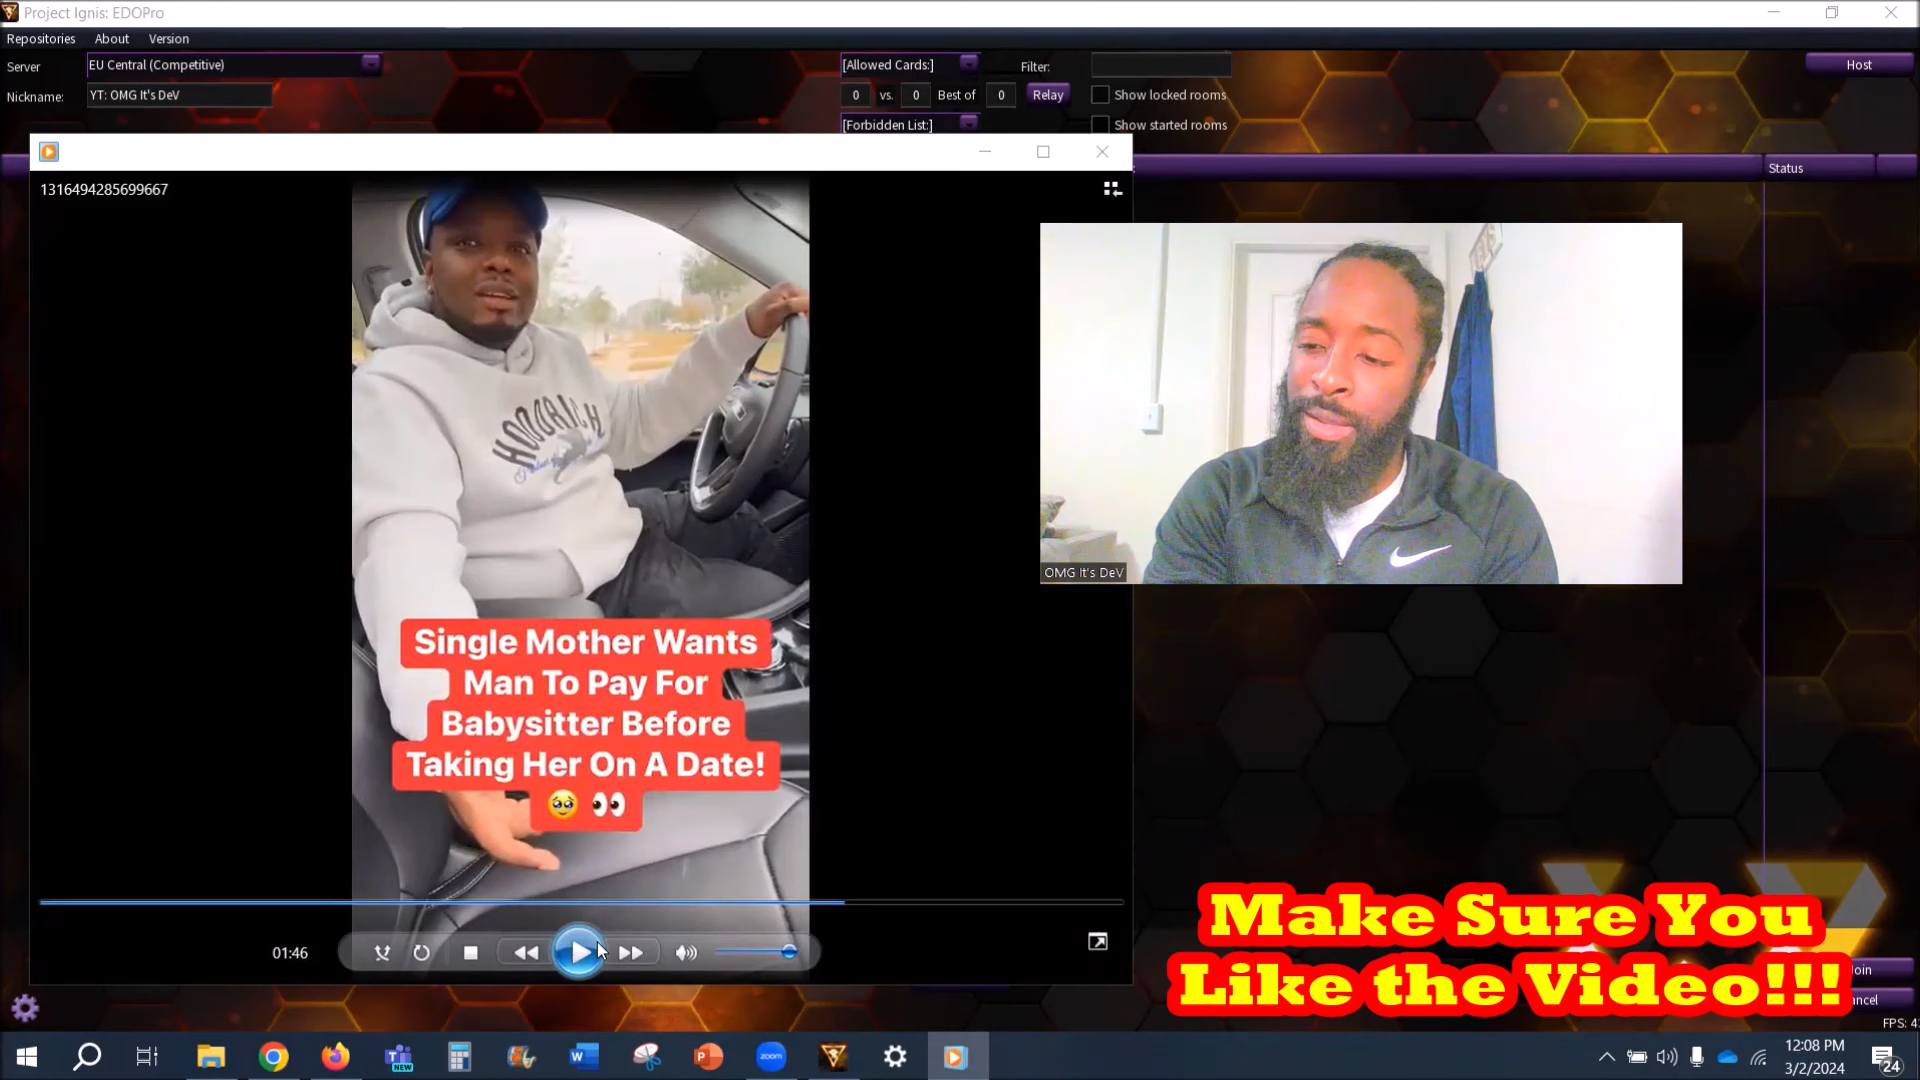 Project Ignis: EDOPro
Repositories About Version
Server EU Central (Competitive)
Nickname: YT: OMG It's DeV
[Allowed Cards:]
Filter:
Host
0 vs. 0 Best of 0 Relay
Show locked rooms
[Forbidden List:]
Show started rooms
Status
1316494285699667
HOODRICH
OMG It's DeV
Single Mother Wants
Man To Pay For
Babysitter Before
Taking Her On A Date!
🥹 👀
01:46
Make Sure You
Like the Video!!!
FPS: 4
NEW
zoom
12:08 PM
3/2/2024
24